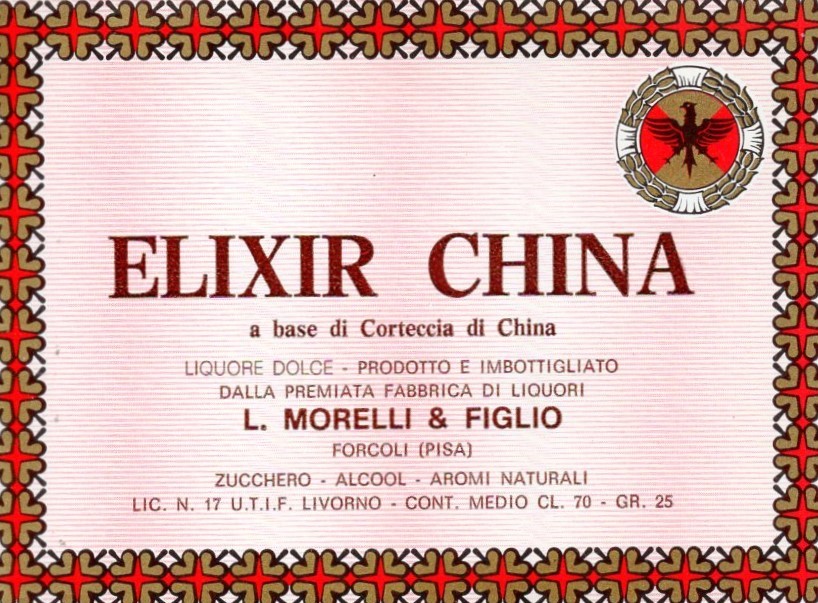 ELIXIR CHINA
a base di Corteccia di China
LIQUORE DOLCE - PRODOTTO E IMBOTTIGLIATO
DALLA PREMIATA FABBRICA DI LIQUORI
L. MORELLI & FIGLIO
FORCOLI (PISA)
ZUCCHERO - ALCOOL - AROMI NATURALI
LIC. N. 17 U.T.I.F. LIVORNO - CONT. MEDIO CL. 70 - GR. 25